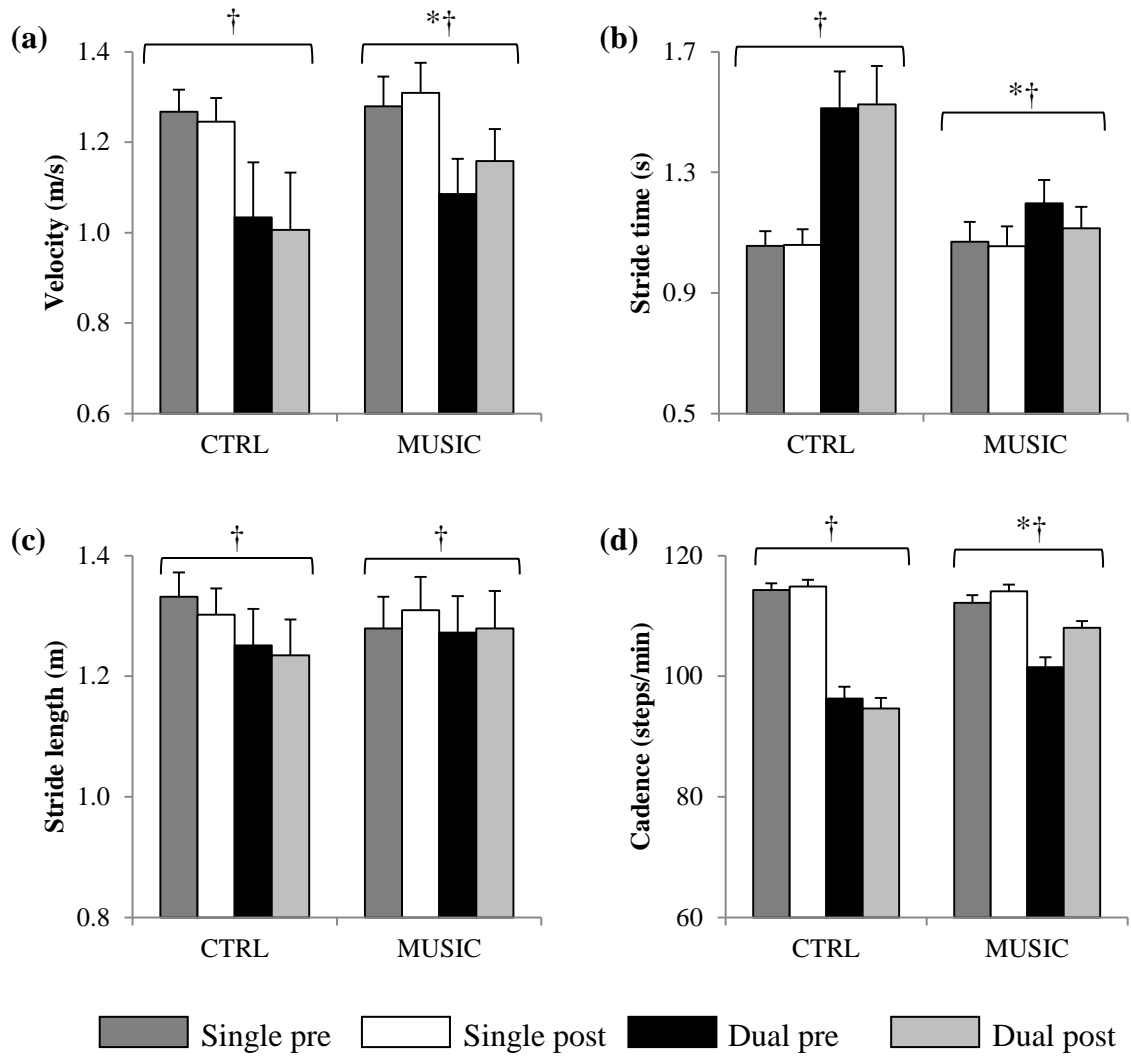 (a)
†
*†
1.4
1.2
1.0
0.8
0.6
Velocity (m/s)
CTRL
MUSIC
(b)
†
*†
1.7
1.3
0.9
0.5
Stride time (s)
CTRL
MUSIC
(c)
†
†
1.4
1.2
1.0
0.8
Stride length (m)
CTRL
MUSIC
(d)
†
*†
120
100
80
60
Cadence (steps/min)
CTRL
MUSIC
Single pre
Single post
Dual pre
Dual post